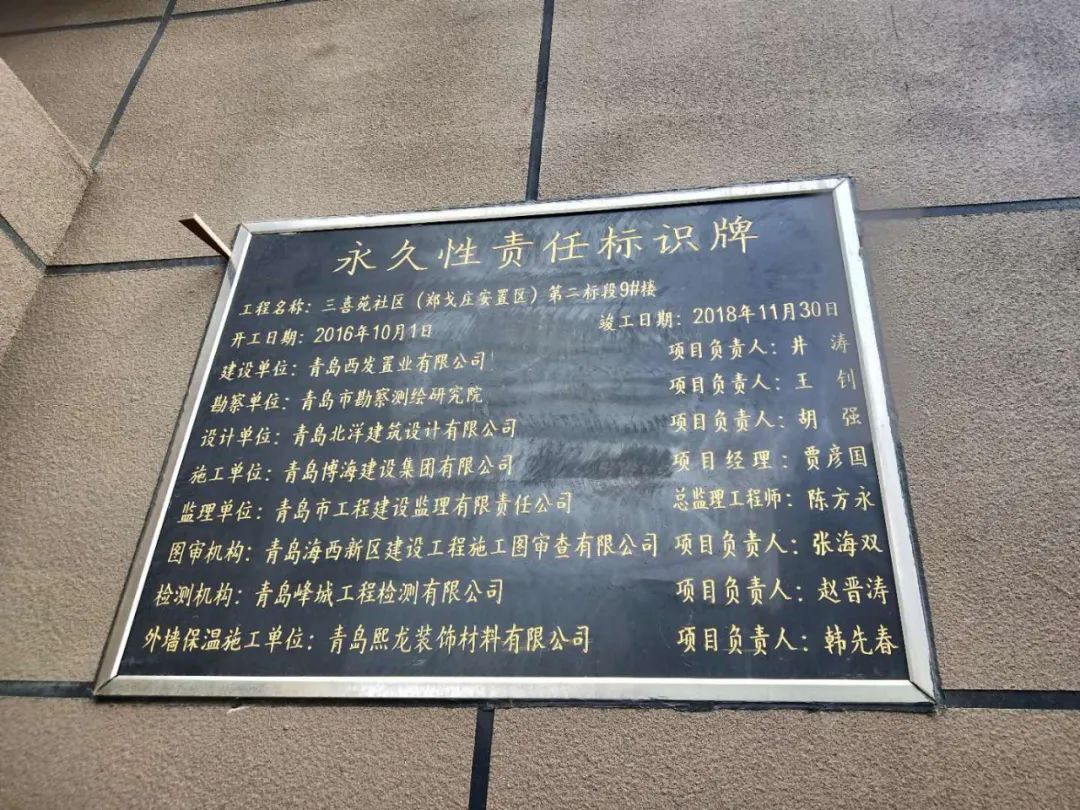 永久性责任标识牌
工程名称：三喜苑社区（郑戈庄安置区）第二标段9#楼
开工日期：2016年10月1日 竣工日期：2018年11月30日
建设单位：青岛西发置业有限公司 项目负责人：井 涛
勘察单位：青岛市勘察测绘研究院 项目负责人：王 钊
设计单位：青岛北洋建筑设计有限公司 项目负责人：胡 强
施工单位：青岛博海建设集团有限公司 项目经理：贾彦国
监理单位：青岛市工程建设监理有限责任公司 总监理工程师：陈方永
图审机构：青岛海西新区建设工程施工图审查有限公司 项目负责人：张海双
检测机构：青岛峰城工程检测有限公司 项目负责人：赵晋涛
外墙保温施工单位：青岛熙龙装饰材料有限公司 项目负责人：韩先春